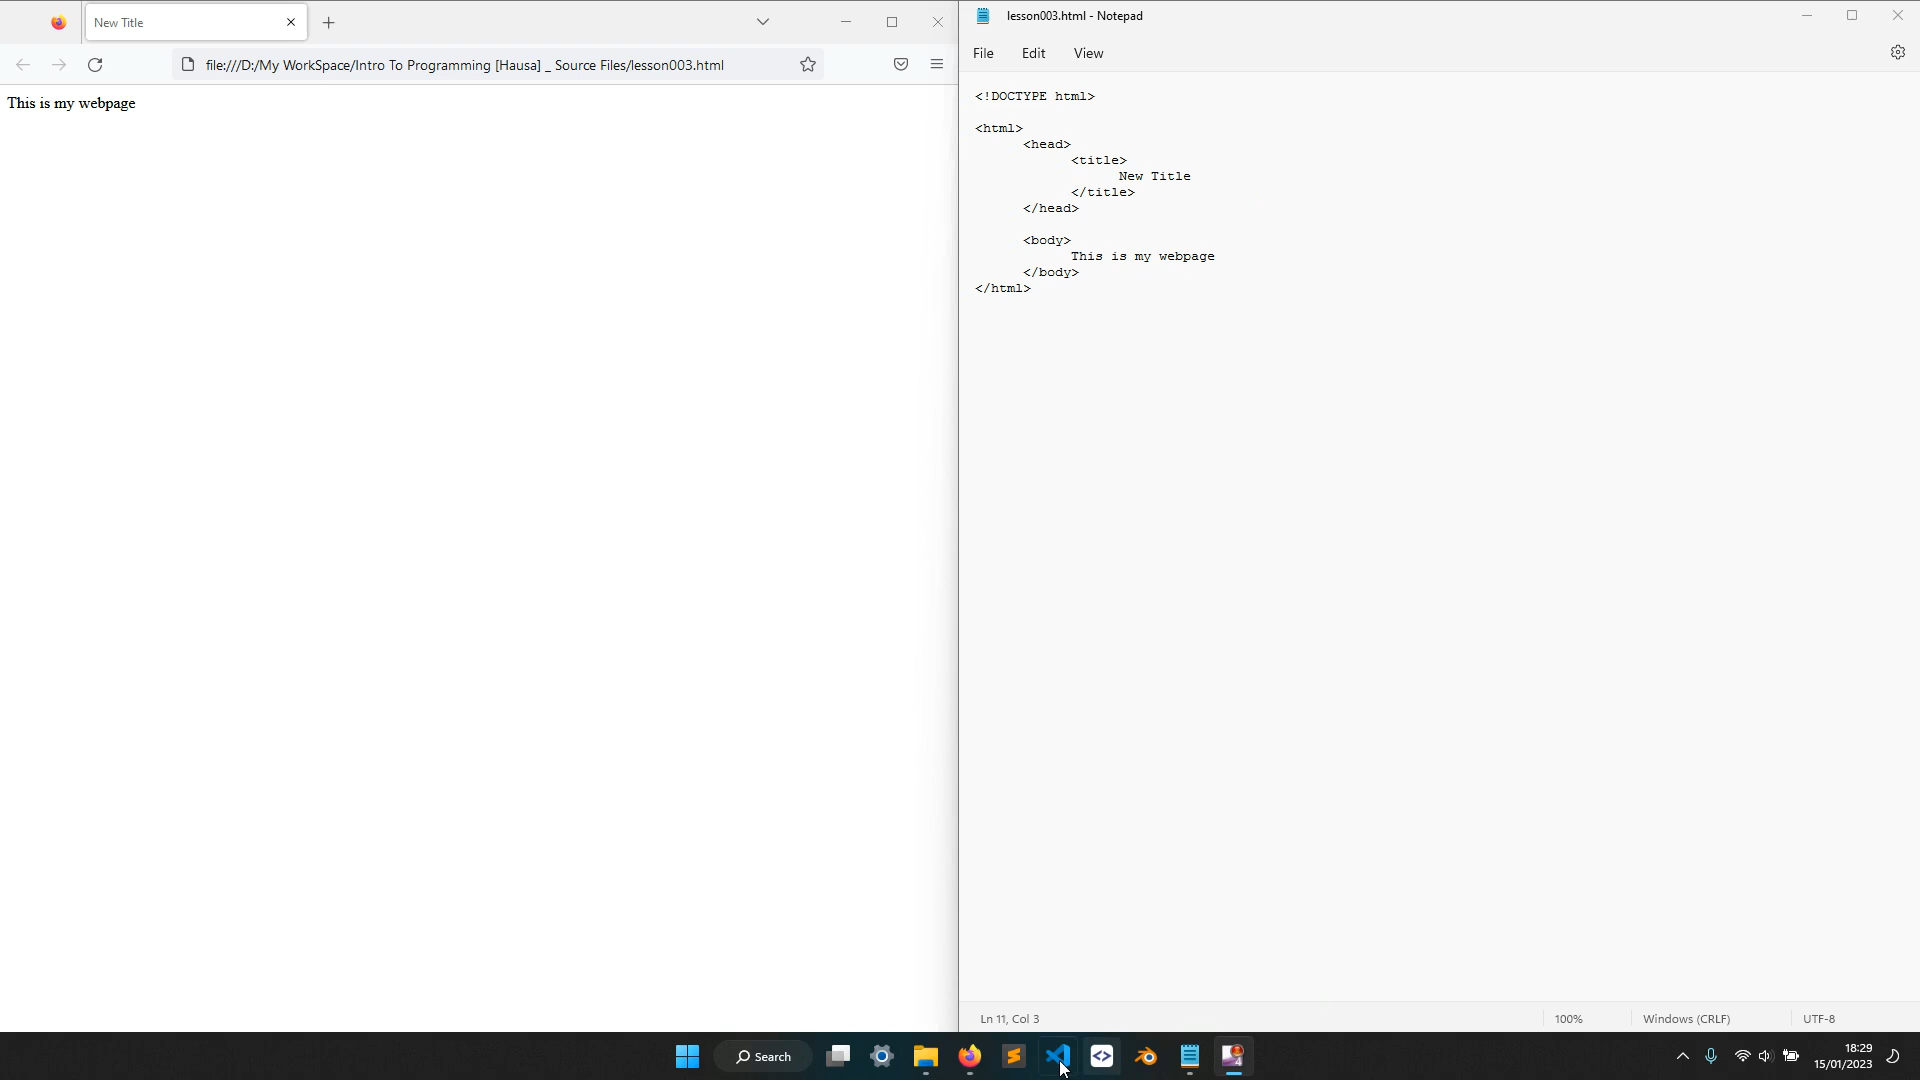 New Title
file:///D:/My WorkSpace/Intro To Programming [Hausa] _ Source Files/lesson003.html
This is my webpage
lesson003.html - Notepad
File Edit View
<!DOCTYPE html>
<html>
<head>
<title>
New Title
</title>
</head>
<body>
This is my webpage
</body>
</html>
Ln 11, Col 3
100%
Windows (CRLF)
UTF-8
Search
18:29
15/01/2023